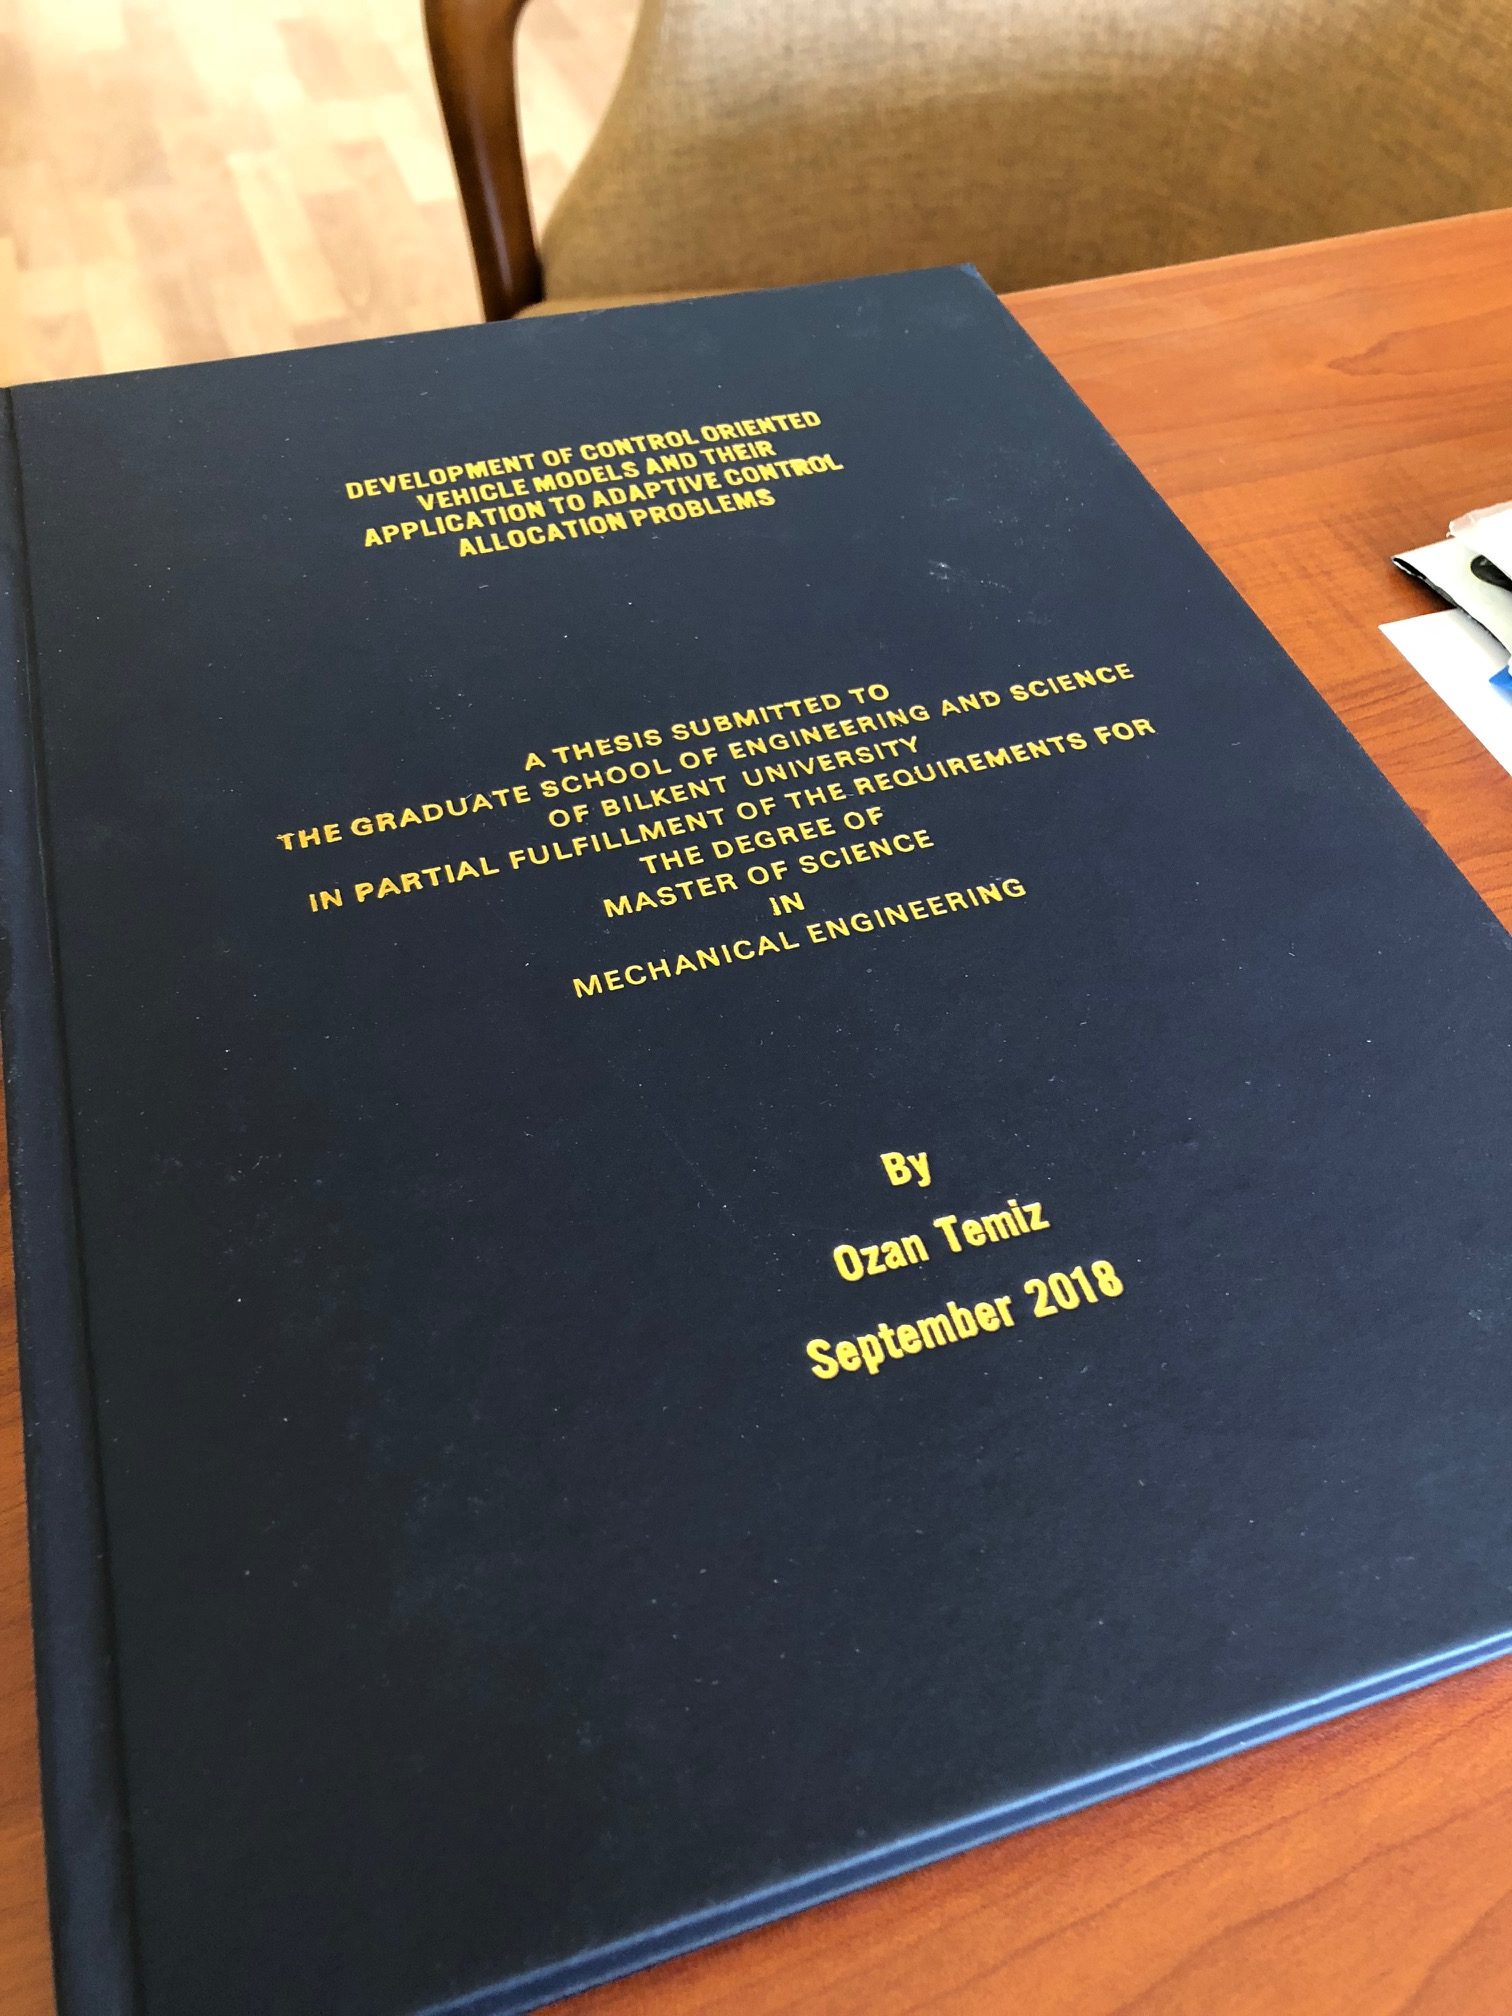 DEVELOPMENT OF CONTROL ORIENTED
VEHICLE MODELS AND THEIR
APPLICATION TO ADAPTIVE CONTROL
ALLOCATION PROBLEMS
A THESIS SUBMITTED TO
THE GRADUATE SCHOOL OF ENGINEERING AND SCIENCE
OF BILKENT UNIVERSITY
IN PARTIAL FULFILLMENT OF THE REQUIREMENTS FOR
THE DEGREE OF
MASTER OF SCIENCE
IN
MECHANICAL ENGINEERING
By
Ozan Temiz
September 2018